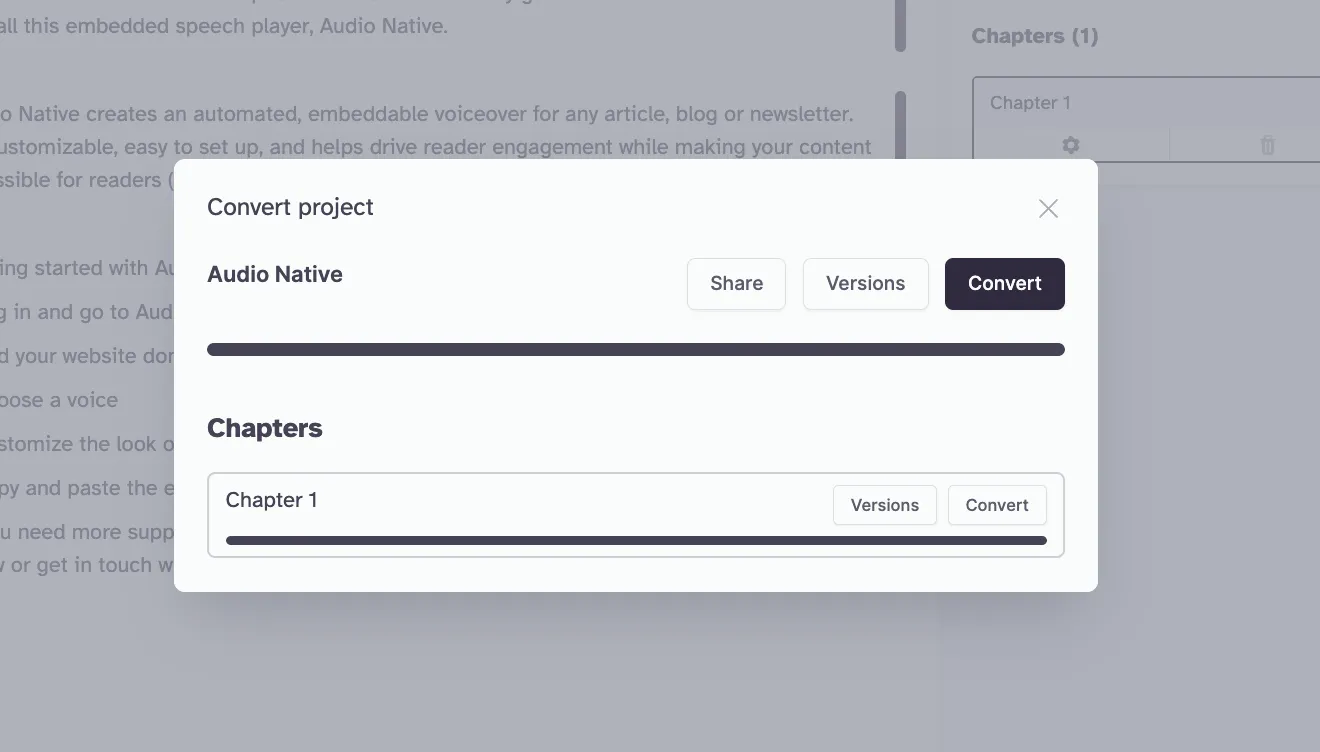 all this embedded speech player, Audio Native.
Chapters (1)
Chapter 1
o Native creates an automated, embeddable voiceover for any article, blog or newsletter.
ustomizable, easy to set up, and helps drive reader engagement while making your content
ssible for readers (
Convert project
Audio Native
Share
Versions
Convert
Chapters
Chapter 1
Versions
Convert
ing started with Au
g in and go to Aud
d your website dor
oose a voice
stomize the look o
py and paste the e
u need more supp
w or get in touch w